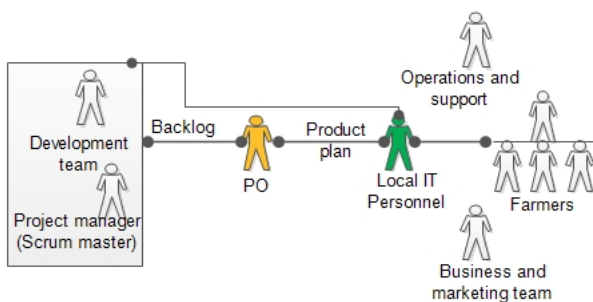 Development
team
Project manager
(Scrum master)
Backlog
PO
Product
plan
Local IT
Personnel
Operations and
support
Farmers
Business and
marketing team